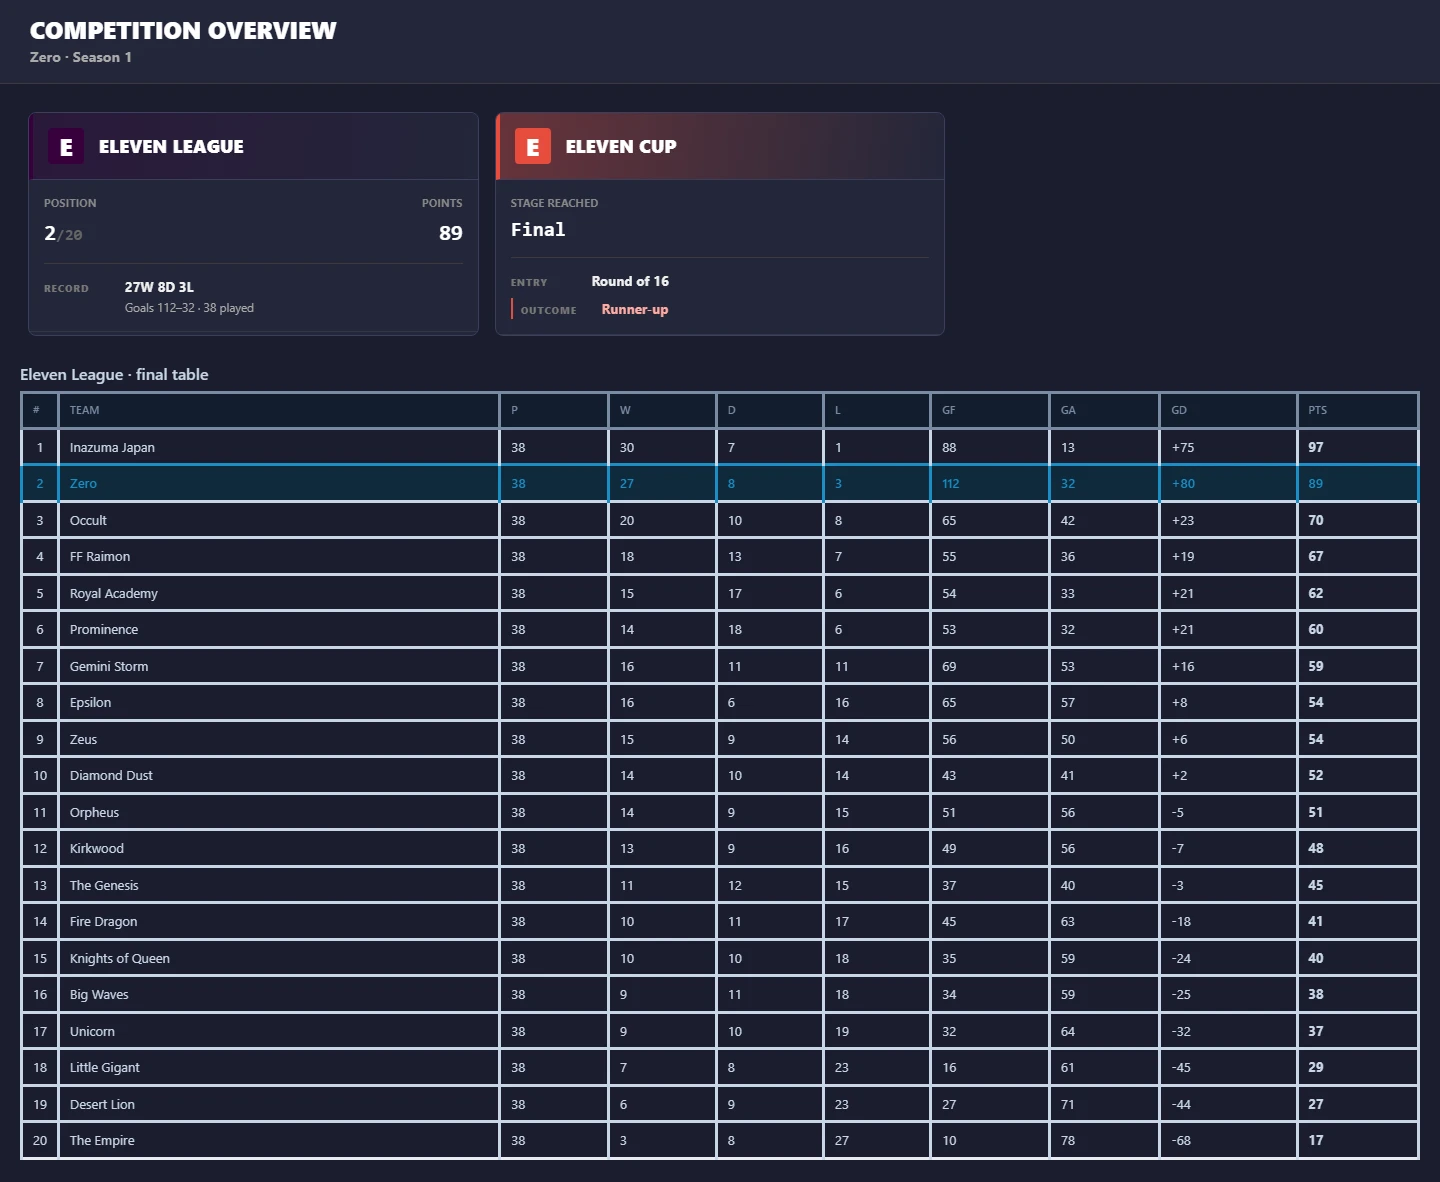 COMPETITION OVERVIEW
Zero · Season 1
E ELEVEN LEAGUE
POSITION POINTS
2/20 89
RECORD 27W 8D 3L
Goals 112–32 · 38 played
E ELEVEN CUP
STAGE REACHED
Final
ENTRY Round of 16
OUTCOME Runner-up
Eleven League · final table
# TEAM P W D L GF GA GD PTS
1 Inazuma Japan 38 30 7 1 88 13 +75 97
2 Zero 38 27 8 3 112 32 +80 89
3 Occult 38 20 10 8 65 42 +23 70
4 FF Raimon 38 18 13 7 55 36 +19 67
5 Royal Academy 38 15 17 6 54 33 +21 62
6 Prominence 38 14 18 6 53 32 +21 60
7 Gemini Storm 38 16 11 11 69 53 +16 59
8 Epsilon 38 16 6 16 65 57 +8 54
9 Zeus 38 15 9 14 56 50 +6 54
10 Diamond Dust 38 14 10 14 43 41 +2 52
11 Orpheus 38 14 9 15 51 56 -5 51
12 Kirkwood 38 13 9 16 49 56 -7 48
13 The Genesis 38 11 12 15 37 40 -3 45
14 Fire Dragon 38 10 11 17 45 63 -18 41
15 Knights of Queen 38 10 10 18 35 59 -24 40
16 Big Waves 38 9 11 18 34 59 -25 38
17 Unicorn 38 9 10 19 32 64 -32 37
18 Little Gigant 38 7 8 23 16 61 -45 29
19 Desert Lion 38 6 9 23 27 71 -44 27
20 The Empire 38 3 8 27 10 78 -68 17